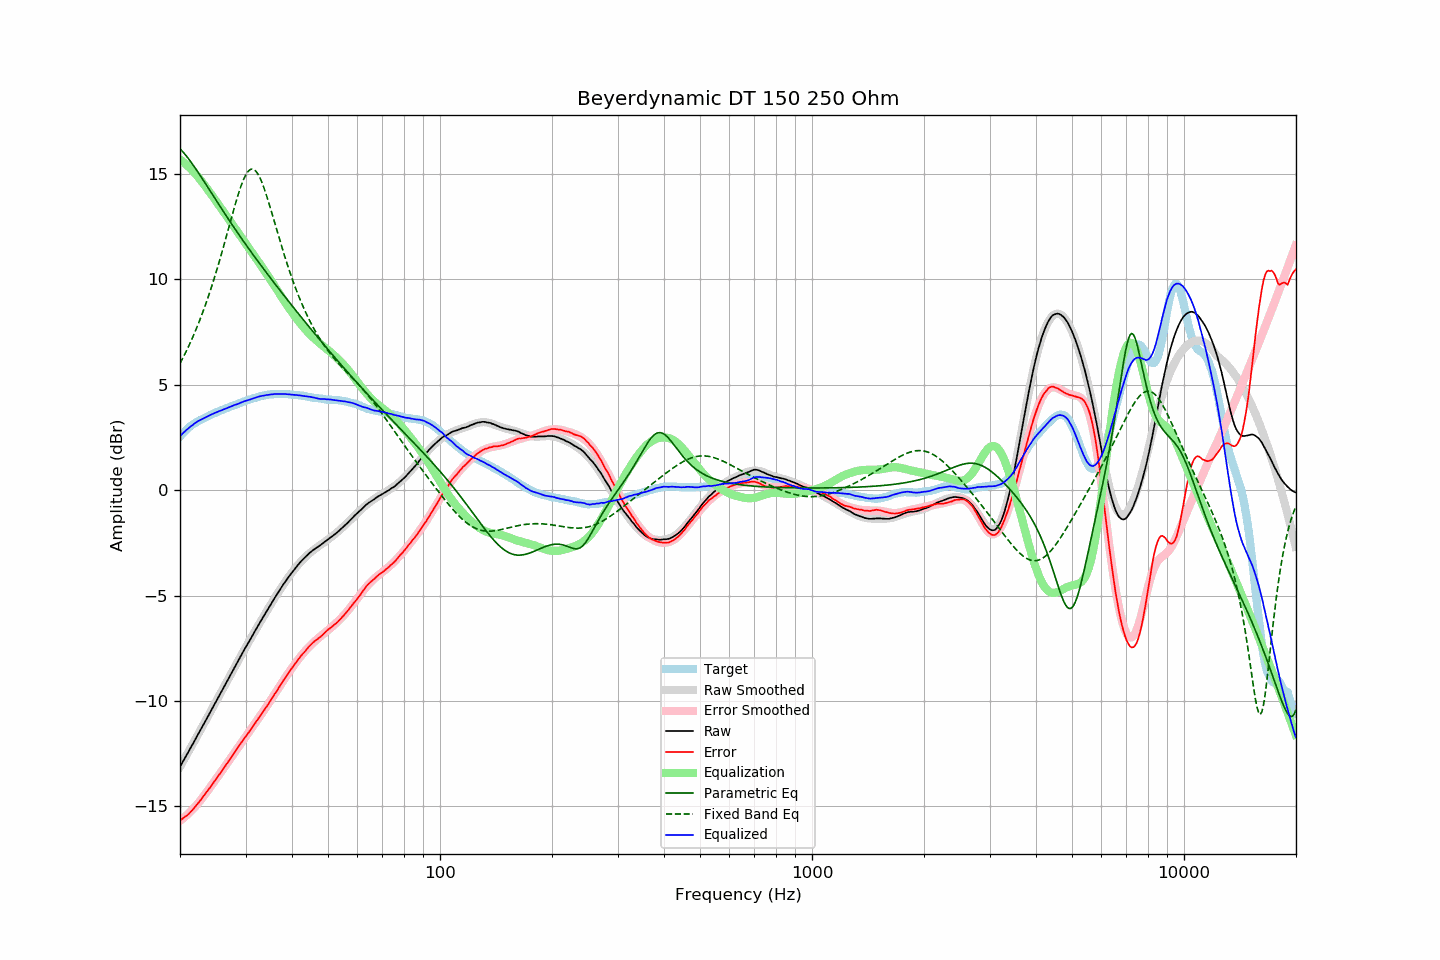 Beyerdynamic DT 150 250 Ohm
Amplitude (dBr)
15
10
5
0
−5
−10
−15
Target
Raw Smoothed
Error Smoothed
Raw
Error
Equalization
Parametric Eq
Fixed Band Eq
Equalized
100
1000
10000
Frequency (Hz)